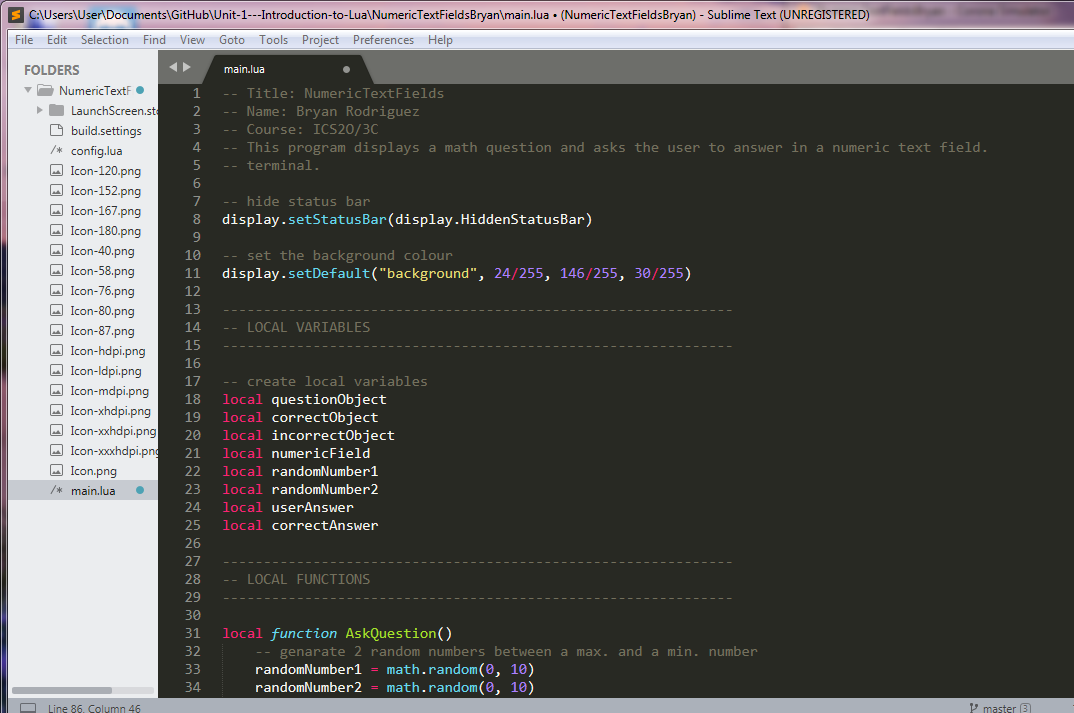 C:\Users\User\Documents\GitHub\Unit-1---Introduction-to-Lua\NumericTextFieldsBryan\main.lua • (NumericTextFieldsBryan) - Sublime Text (UNREGISTERED)
File Edit Selection Find View Goto Tools Project Preferences Help
FOLDERS
NumericTextF
LaunchScreen.sto
build.settings
/* config.lua
Icon-120.png
Icon-152.png
Icon-167.png
Icon-180.png
Icon-40.png
Icon-58.png
Icon-76.png
Icon-80.png
Icon-87.png
Icon-hdpi.png
Icon-ldpi.png
Icon-mdpi.png
Icon-xhdpi.png
Icon-xxhdpi.png
Icon-xxxhdpi.png
Icon.png
/* main.lua
main.lua
1 -- Title: NumericTextFields
2 -- Name: Bryan Rodriguez
3 -- Course: ICS2O/3C
4 -- This program displays a math question and asks the user to answer in a numeric text field.
5 -- terminal.
6
7 -- hide status bar
8 display.setStatusBar(display.HiddenStatusBar)
9
10 -- set the background colour
11 display.setDefault("background", 24/255, 146/255, 30/255)
12
13 --------------------------------------------------------------
14 -- LOCAL VARIABLES
15 --------------------------------------------------------------
16
17 -- create local variables
18 local questionObject
19 local correctObject
20 local incorrectObject
21 local numericField
22 local randomNumber1
23 local randomNumber2
24 local userAnswer
25 local correctAnswer
26
27 --------------------------------------------------------------
28 -- LOCAL FUNCTIONS
29 --------------------------------------------------------------
30
31 local function AskQuestion()
32 -- genarate 2 random numbers between a max. and a min. number
33 randomNumber1 = math.random(0, 10)
34 randomNumber2 = math.random(0, 10)
Line 86, Column 46
master 3